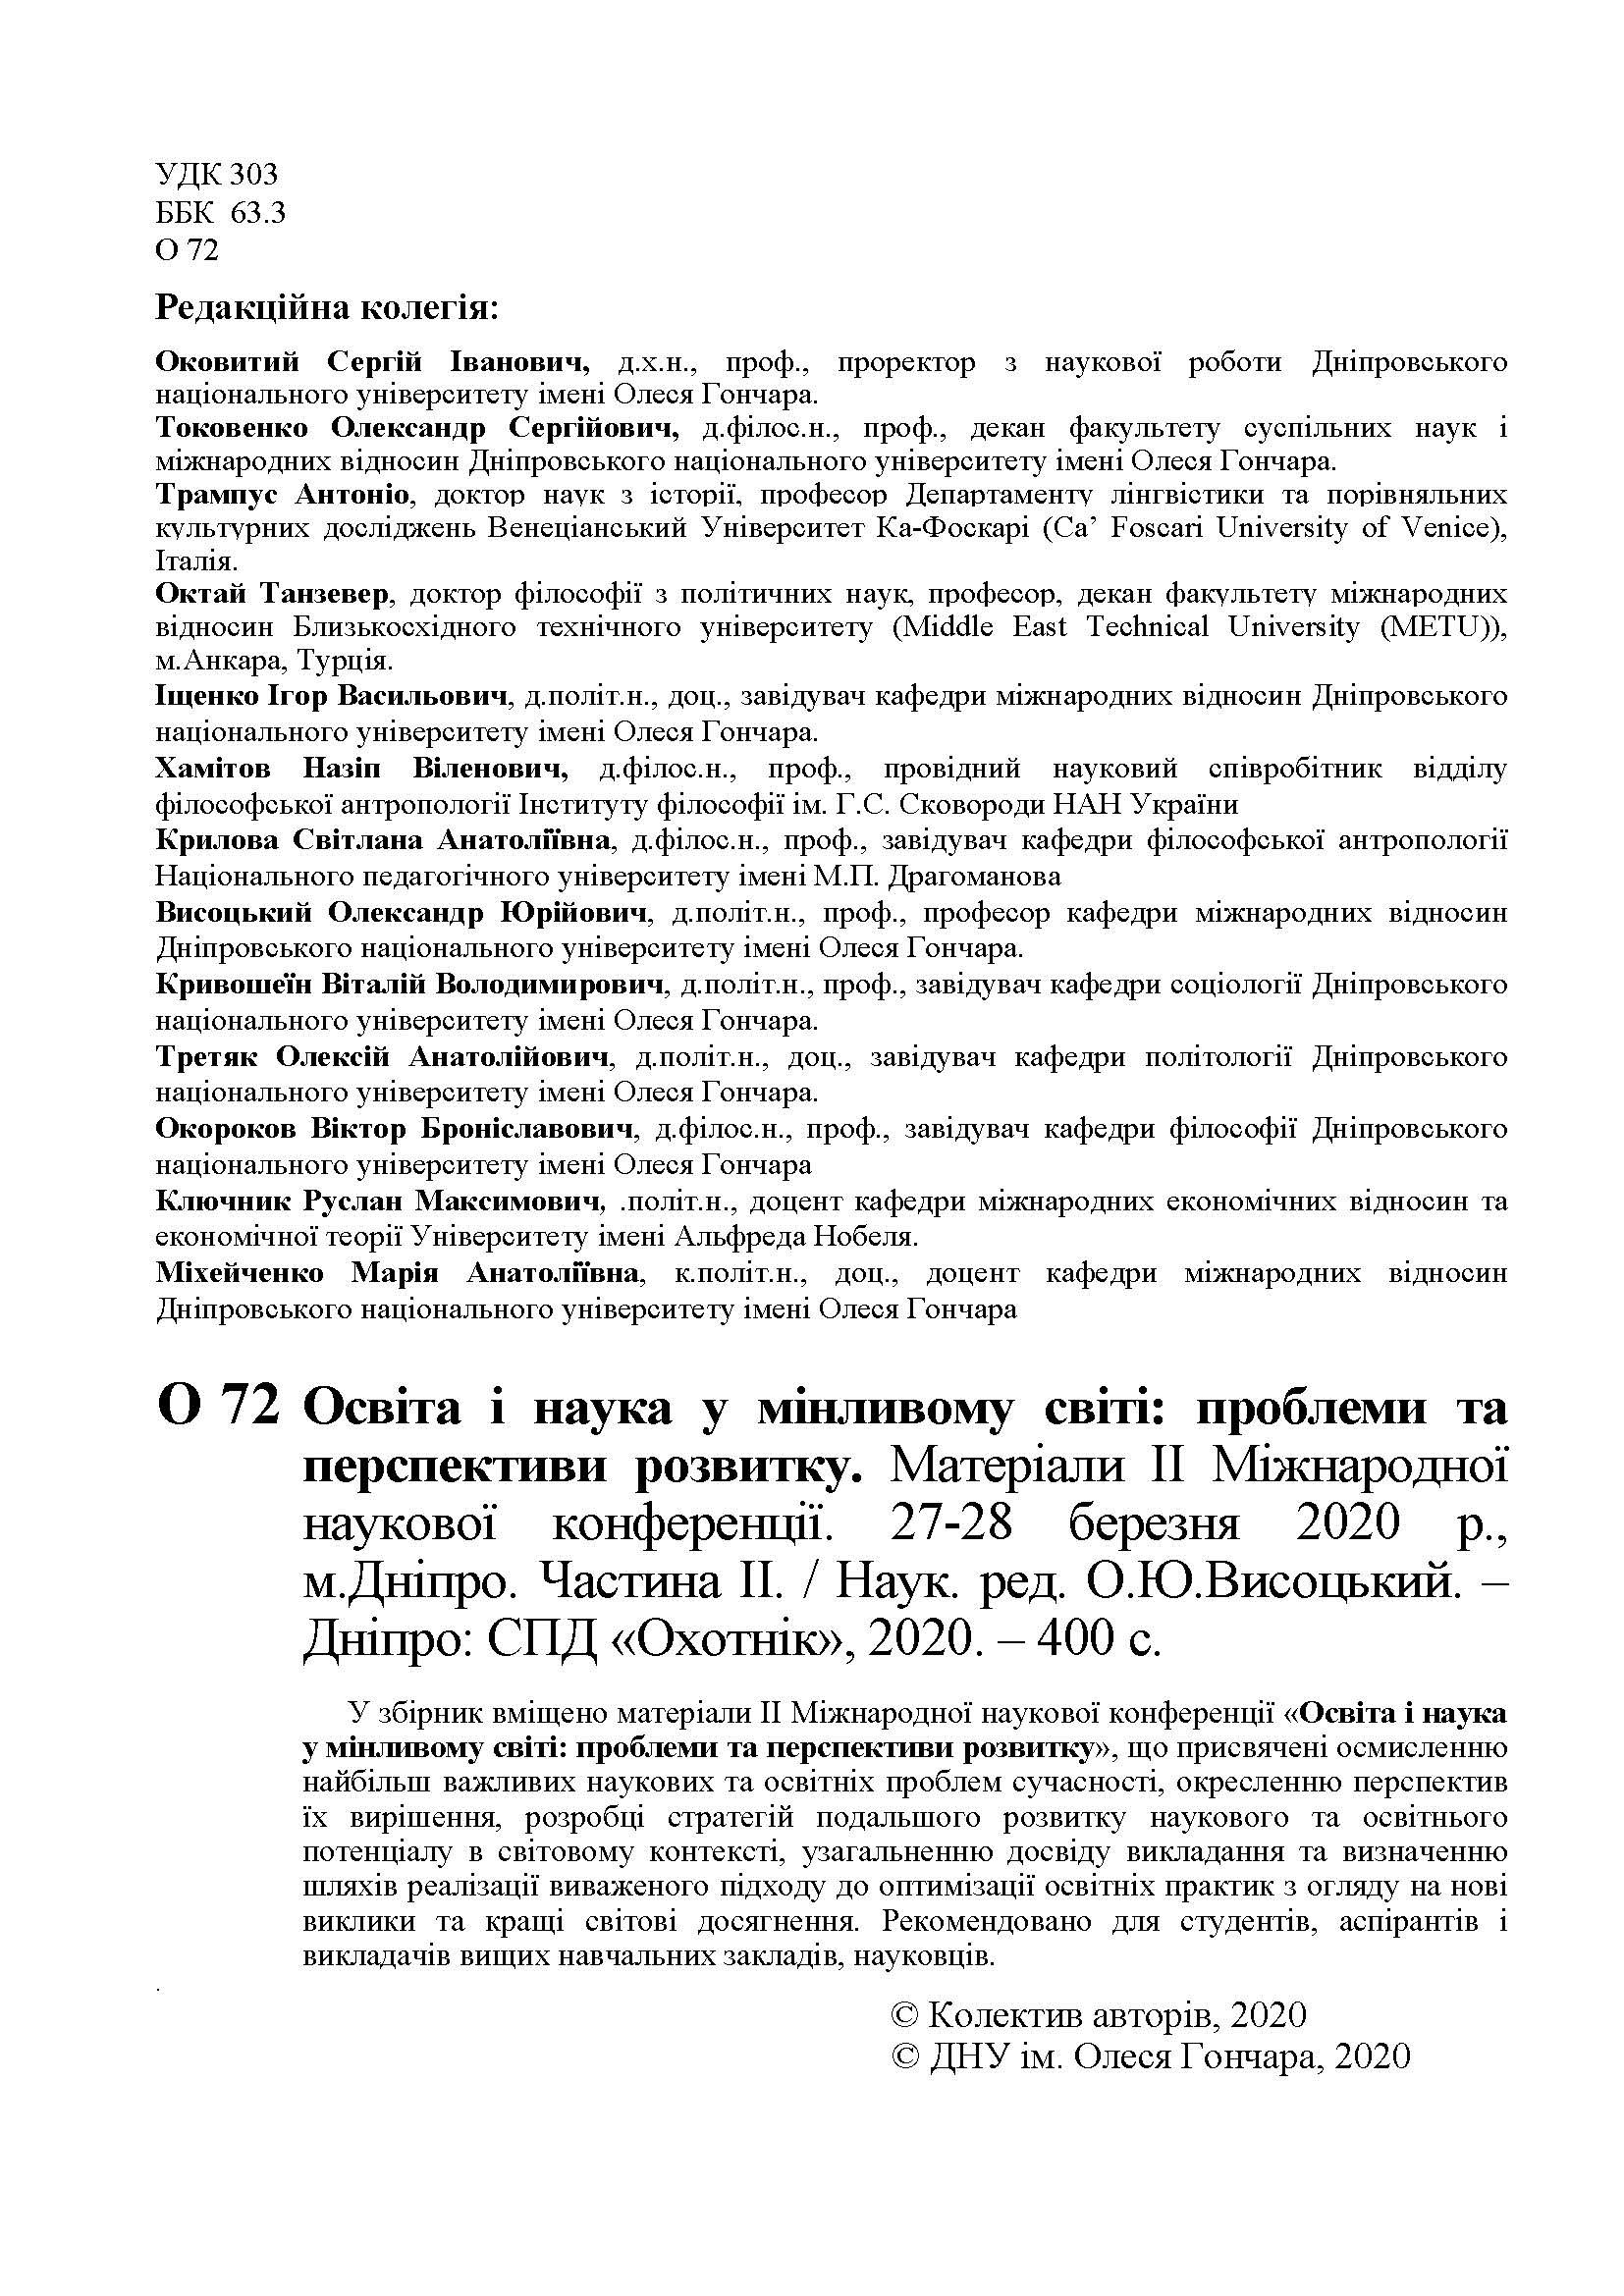 УДК 303
ББК 63.3
О 72
Редакційна колегія:
Оковитий Сергій Іванович, д.х.н., проф., проректор з наукової роботи Дніпровського
національного університету імені Олеся Гончара.
Токовенко Олександр Сергійович, д.філос.н., проф., декан факультету суспільних наук і
міжнародних відносин Дніпровського національного університету імені Олеся Гончара.
Трампус Антоніо, доктор наук з історії, професор Департаменту лінгвістики та порівняльних
культурних досліджень Венеціанський Університет Ка-Фоскарі (Ca’ Foscari University of Venice),
Італія.
Октай Танзевер, доктор філософії з політичних наук, професор, декан факультету міжнародних
відносин Близькосхідного технічного університету (Middle East Technical University (METU)),
м.Анкара, Турція.
Іщенко Ігор Васильович, д.політ.н., доц., завідувач кафедри міжнародних відносин Дніпровського
національного університету імені Олеся Гончара.
Хамітов Назіп Віленович, д.філос.н., проф., провідний науковий співробітник відділу
філософської антропології Інституту філософії ім. Г.С. Сковороди НАН України
Крилова Світлана Анатоліївна, д.філос.н., проф., завідувач кафедри філософської антропології
Національного педагогічного університету імені М.П. Драгоманова
Висоцький Олександр Юрійович, д.політ.н., проф., професор кафедри міжнародних відносин
Дніпровського національного університету імені Олеся Гончара.
Кривошеїн Віталій Володимирович, д.політ.н., проф., завідувач кафедри соціології Дніпровського
національного університету імені Олеся Гончара.
Третяк Олексій Анатолійович, д.політ.н., доц., завідувач кафедри політології Дніпровського
національного університету імені Олеся Гончара.
Окороков Віктор Броніславович, д.філос.н., проф., завідувач кафедри філософії Дніпровського
національного університету імені Олеся Гончара
Ключник Руслан Максимович, .політ.н., доцент кафедри міжнародних економічних відносин та
економічної теорії Університету імені Альфреда Нобеля.
Міхейченко Марія Анатоліївна, к.політ.н., доц., доцент кафедри міжнародних відносин
Дніпровського національного університету імені Олеся Гончара
О 72 Освіта і наука у мінливому світі: проблеми та
перспективи розвитку. Матеріали ІІ Міжнародної
наукової конференції. 27-28 березня 2020 р.,
м.Дніпро. Частина ІІ. / Наук. ред. О.Ю.Висоцький. –
Дніпро: СПД «Охотнік», 2020. – 400 с.
У збірник вміщено матеріали ІІ Міжнародної наукової конференції «Освіта і наука
у мінливому світі: проблеми та перспективи розвитку», що присвячені осмисленню
найбільш важливих наукових та освітніх проблем сучасності, окресленню перспектив
їх вирішення, розробці стратегій подальшого розвитку наукового та освітнього
потенціалу в світовому контексті, узагальненню досвіду викладання та визначенню
шляхів реалізації виваженого підходу до оптимізації освітніх практик з огляду на нові
виклики та кращі світові досягнення. Рекомендовано для студентів, аспірантів і
викладачів вищих навчальних закладів, науковців.
.
© Колектив авторів, 2020
© ДНУ ім. Олеся Гончара, 2020